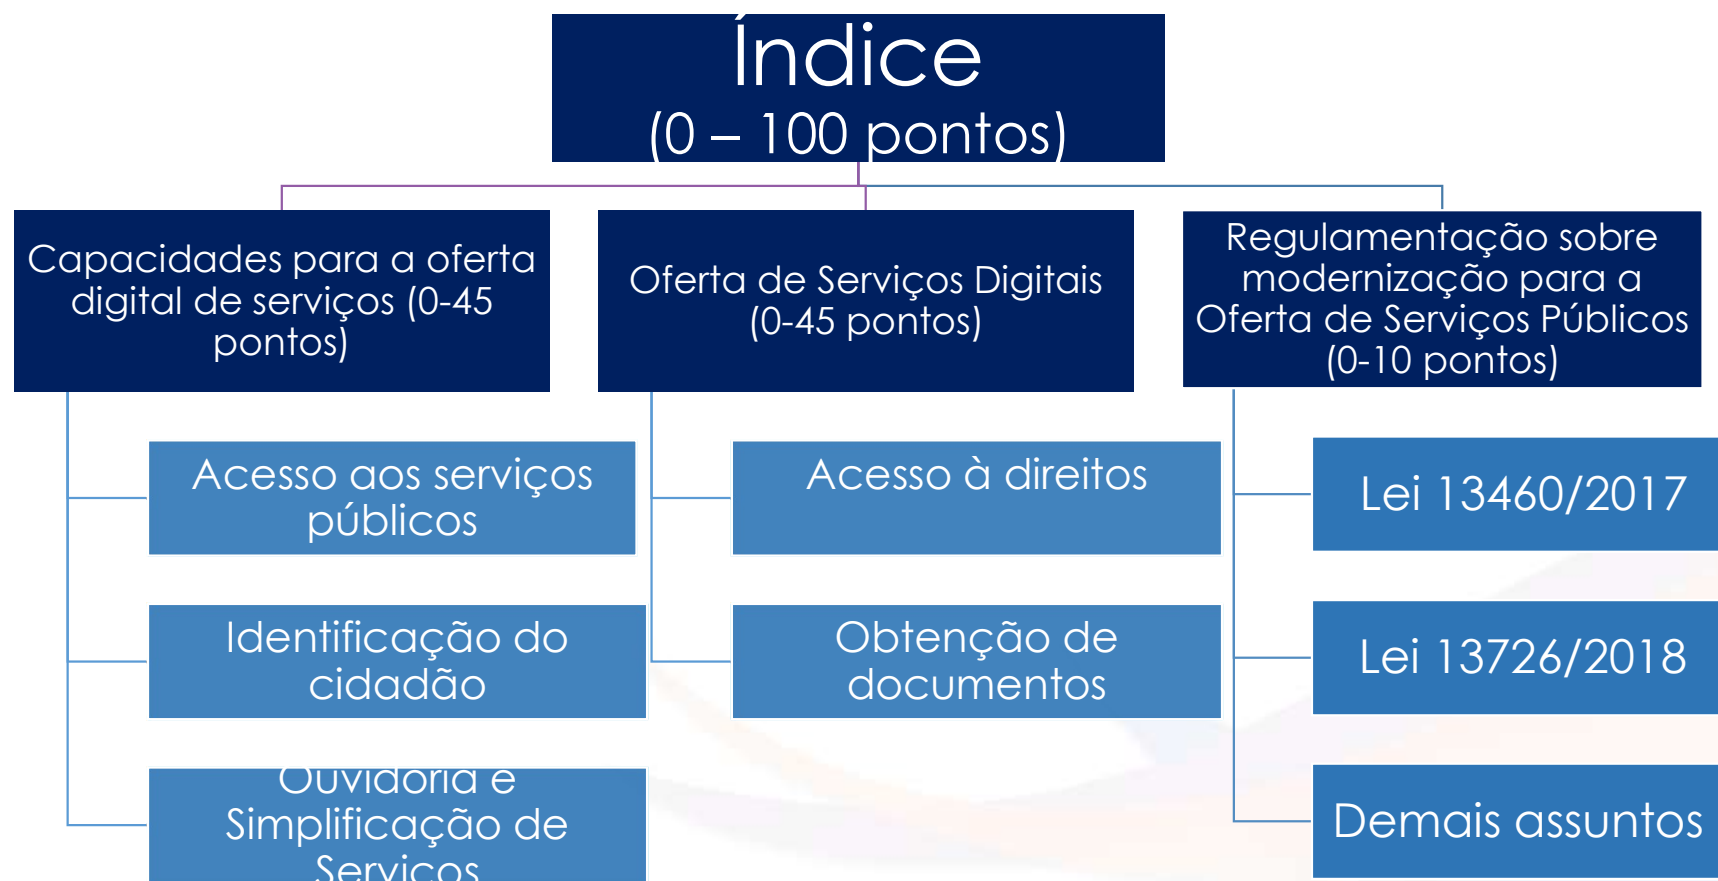 Índice
(0 – 100 pontos)
Capacidades para a oferta
digital de serviços (0-45
pontos)
Acesso aos serviços
públicos
Identificação do
cidadão
Ouvidoria e
Simplificação de
Serviços
Oferta de Serviços Digitais
(0-45 pontos)
Acesso à direitos
Obtenção de
documentos
Regulamentação sobre
modernização para a
Oferta de Serviços Públicos
(0-10 pontos)
Lei 13460/2017
Lei 13726/2018
Demais assuntos